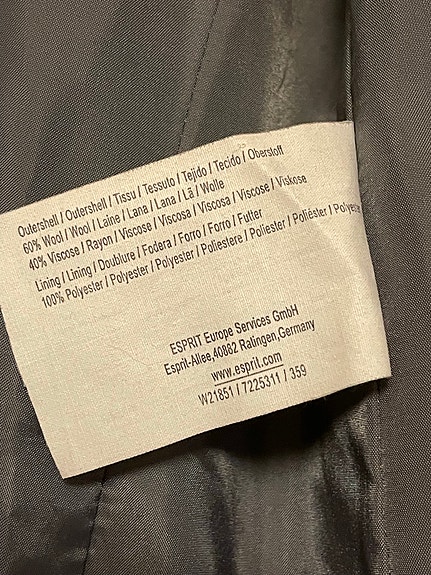 Outershell / Outershell / Tissu / Tessuto / Tejido / Tecido / Oberstoff
60% Wool / Wool / Laine / Lana / Lana / Lã / Wolle
40% Viscose / Rayon / Viscose / Viscosa / Viscosa / Viscose / Viskose
Lining / Lining / Doublure / Fodera / Forro / Forro / Futter
100% Polyester / Polyester / Polyester / Poliestere / Poliester / Poliéster / Polyester
ESPRIT Europe Services GmbH
Esprit-Allee,40882 Ratingen,Germany
www.esprit.com
W21851 / 7225311 / 359